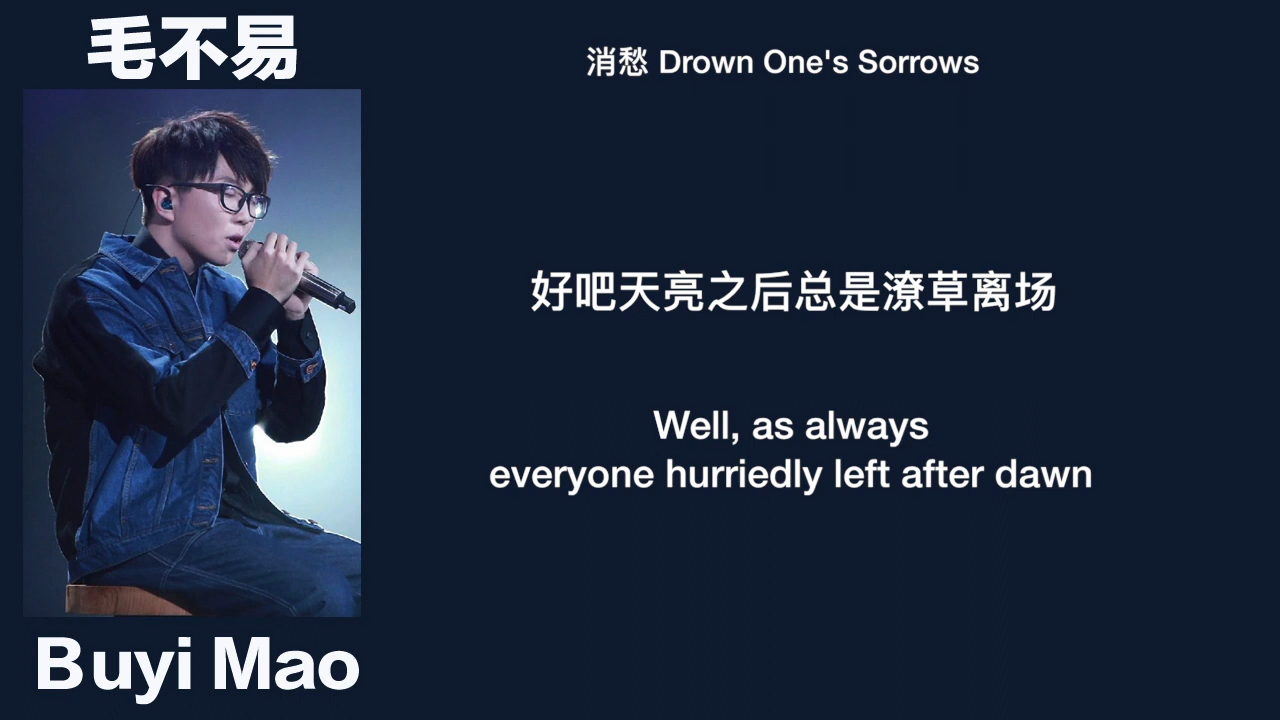 毛不易
消愁 Drown One's Sorrows
好吧天亮之后总是潦草离场
Well, as always
everyone hurriedly left after dawn
Buyi Mao